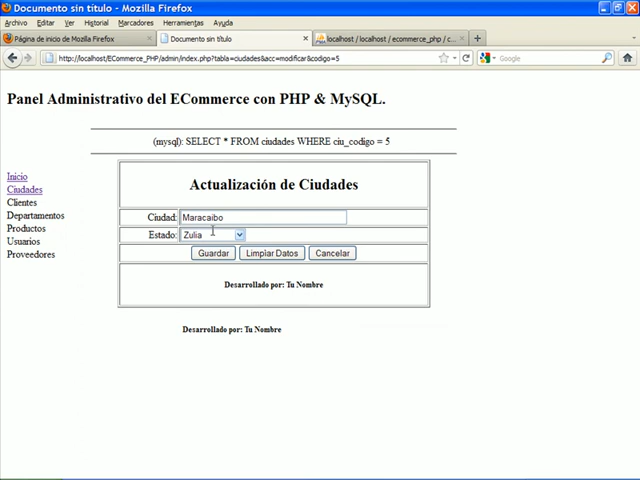 Documento sin título - Mozilla Firefox
Archivo Editar Ver Historial Marcadores Herramientas Ayuda
Página de inicio de Mozilla Firefox
Documento sin título
localhost / localhost / ecommerce_php / c...
http://localhost/ECommerce_PHP/admin/index.php?tabla=ciudades&acc=modificar&codigo=5
Google
Panel Administrativo del ECommerce con PHP & MySQL.
(mysql): SELECT * FROM ciudades WHERE ciu_codigo = 5
Inicio
Ciudades
Clientes
Departamentos
Productos
Usuarios
Proveedores
Actualización de Ciudades
Ciudad: Maracaibo
Estado: Zulia
Guardar Limpiar Datos Cancelar
Desarrollado por: Tu Nombre
Desarrollado por: Tu Nombre